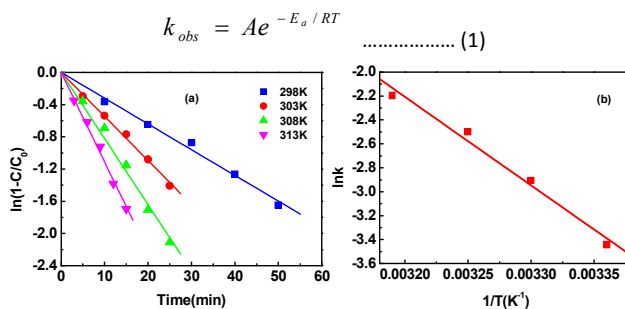 k_obs = Ae^(-E_a / RT) .................. (1)
0.0
-0.4
-0.8
-1.2
-1.6
-2.0
-2.4
ln(1-C/C₀)
(a)
298K
303K
308K
313K
0 10 20 30 40 50 60
Time(min)
-2.0
-2.2
-2.4
-2.6
-2.8
-3.0
-3.2
-3.4
-3.6
lnk
(b)
0.00320 0.00325 0.00330 0.00335
1/T(K⁻¹)